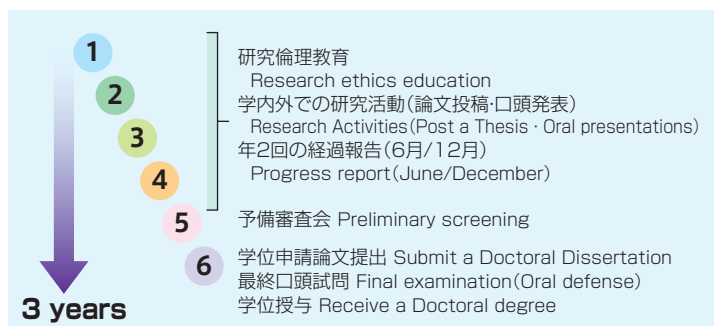 1
2
3
4
5
6
3 years
研究倫理教育
Research ethics education
学内外での研究活動(論文投稿・口頭発表)
Research Activities(Post a Thesis・Oral presentations)
年2回の経過報告(6月/12月)
Progress report(June/December)
予備審査会 Preliminary screening
学位申請論文提出 Submit a Doctoral Dissertation
最終口頭試問 Final examination(Oral defense)
学位授与 Receive a Doctoral degree